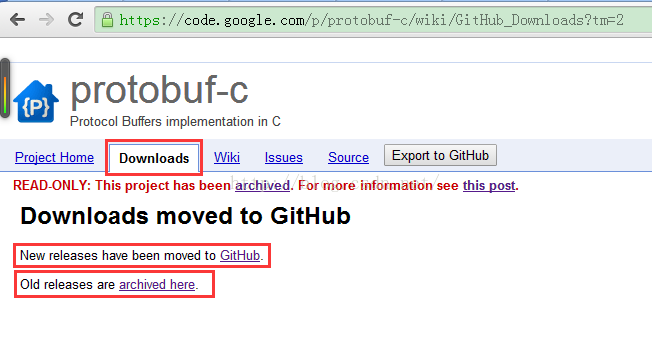 https://code.google.com/p/protobuf-c/wiki/GitHub_Downloads?tm=2
{P}
protobuf-c
Protocol Buffers implementation in C
Project Home Downloads Wiki Issues Source Export to GitHub
READ-ONLY: This project has been archived. For more information see this post.
Downloads moved to GitHub
New releases have been moved to GitHub.
Old releases are archived here.